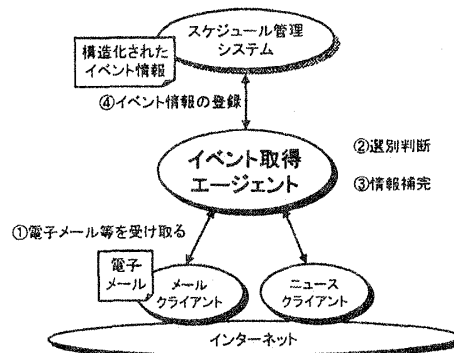 スケジュール管理
システム
構造化された
イベント情報
④イベント情報の登録
イベント取得
エージェント
②選別判断
③情報補完
①電子メール等を受け取る
電子
メール
メール
クライアント
ニュース
クライアント
インターネット